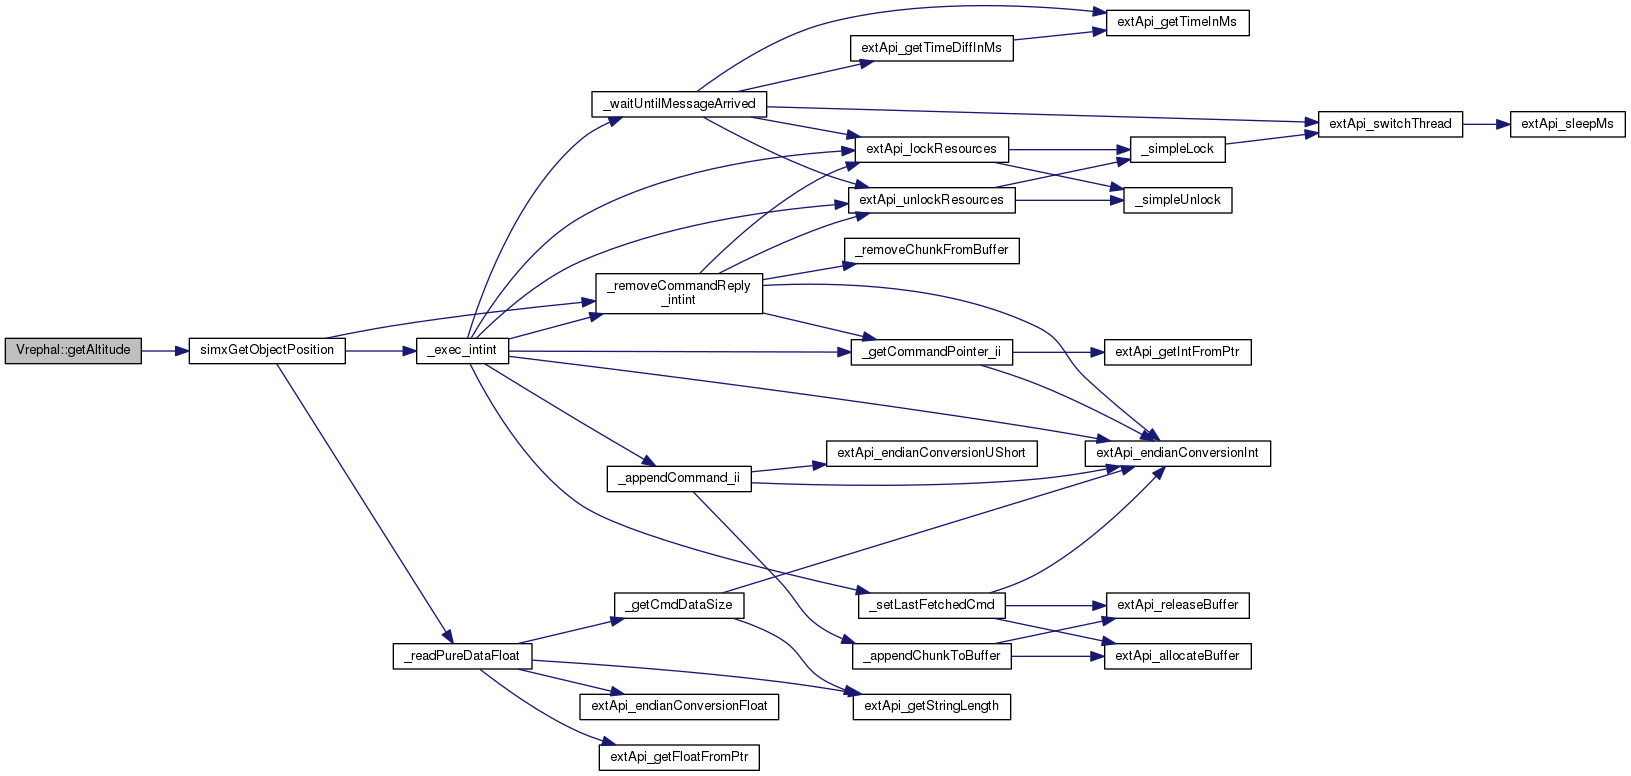 extApi_getTimeInMs
extApi_getTimeDiffInMs
_waitUntilMessageArrived
extApi_switchThread
extApi_sleepMs
extApi_lockResources
_simpleLock
extApi_unlockResources
_simpleUnlock
_removeChunkFromBuffer
_removeCommandReply
_intint
Vrephal::getAltitude
simxGetObjectPosition
_exec_intint
_getCommandPointer_ii
extApi_getIntFromPtr
extApi_endianConversionUShort
extApi_endianConversionInt
_appendCommand_ii
_getCmdDataSize
_setLastFetchedCmd
extApi_releaseBuffer
_readPureDataFloat
_appendChunkToBuffer
extApi_allocateBuffer
extApi_endianConversionFloat
extApi_getStringLength
extApi_getFloatFromPtr